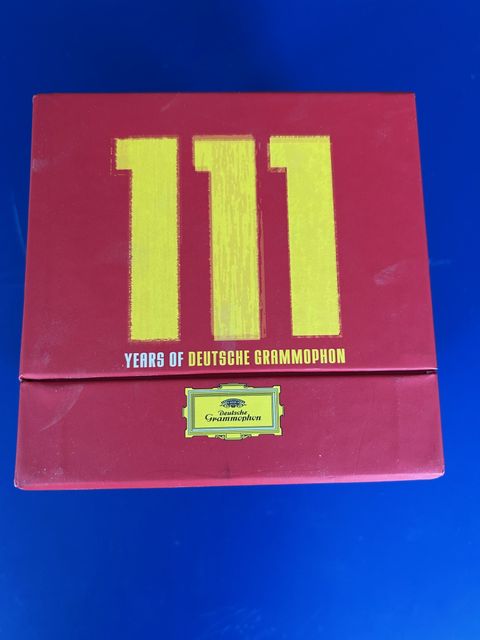 111
YEARS OF DEUTSCHE GRAMMOPHON
Deutsche
Grammophon